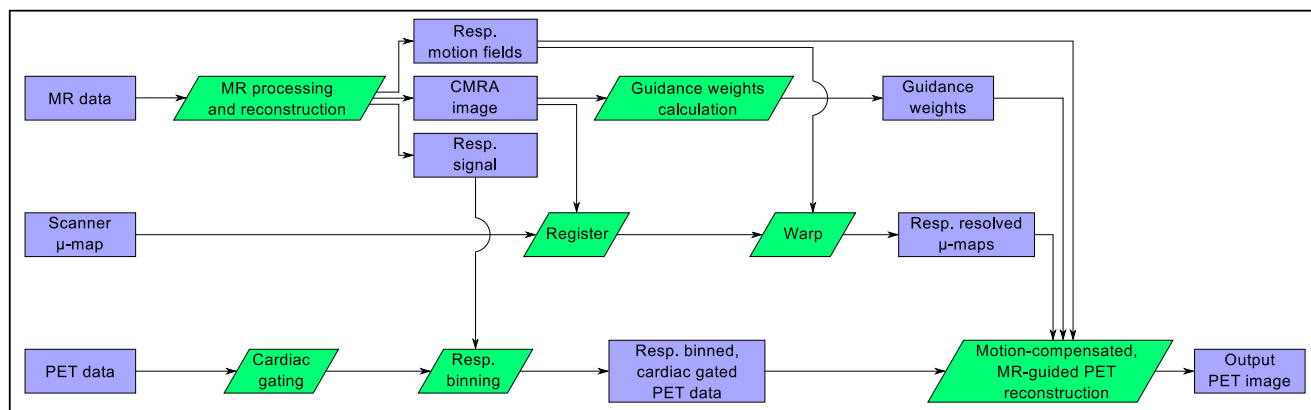 Resp.
motion fields
MR data
MR processing
and reconstruction
CMRA
image
Guidance weights
calculation
Guidance
weights
Resp.
signal
Scanner
μ-map
Register
Warp
Resp. resolved
μ-maps
PET data
Cardiac
gating
Resp.
binning
Resp. binned,
cardiac gated
PET data
Motion-compensated,
MR-guided PET
reconstruction
Output
PET image